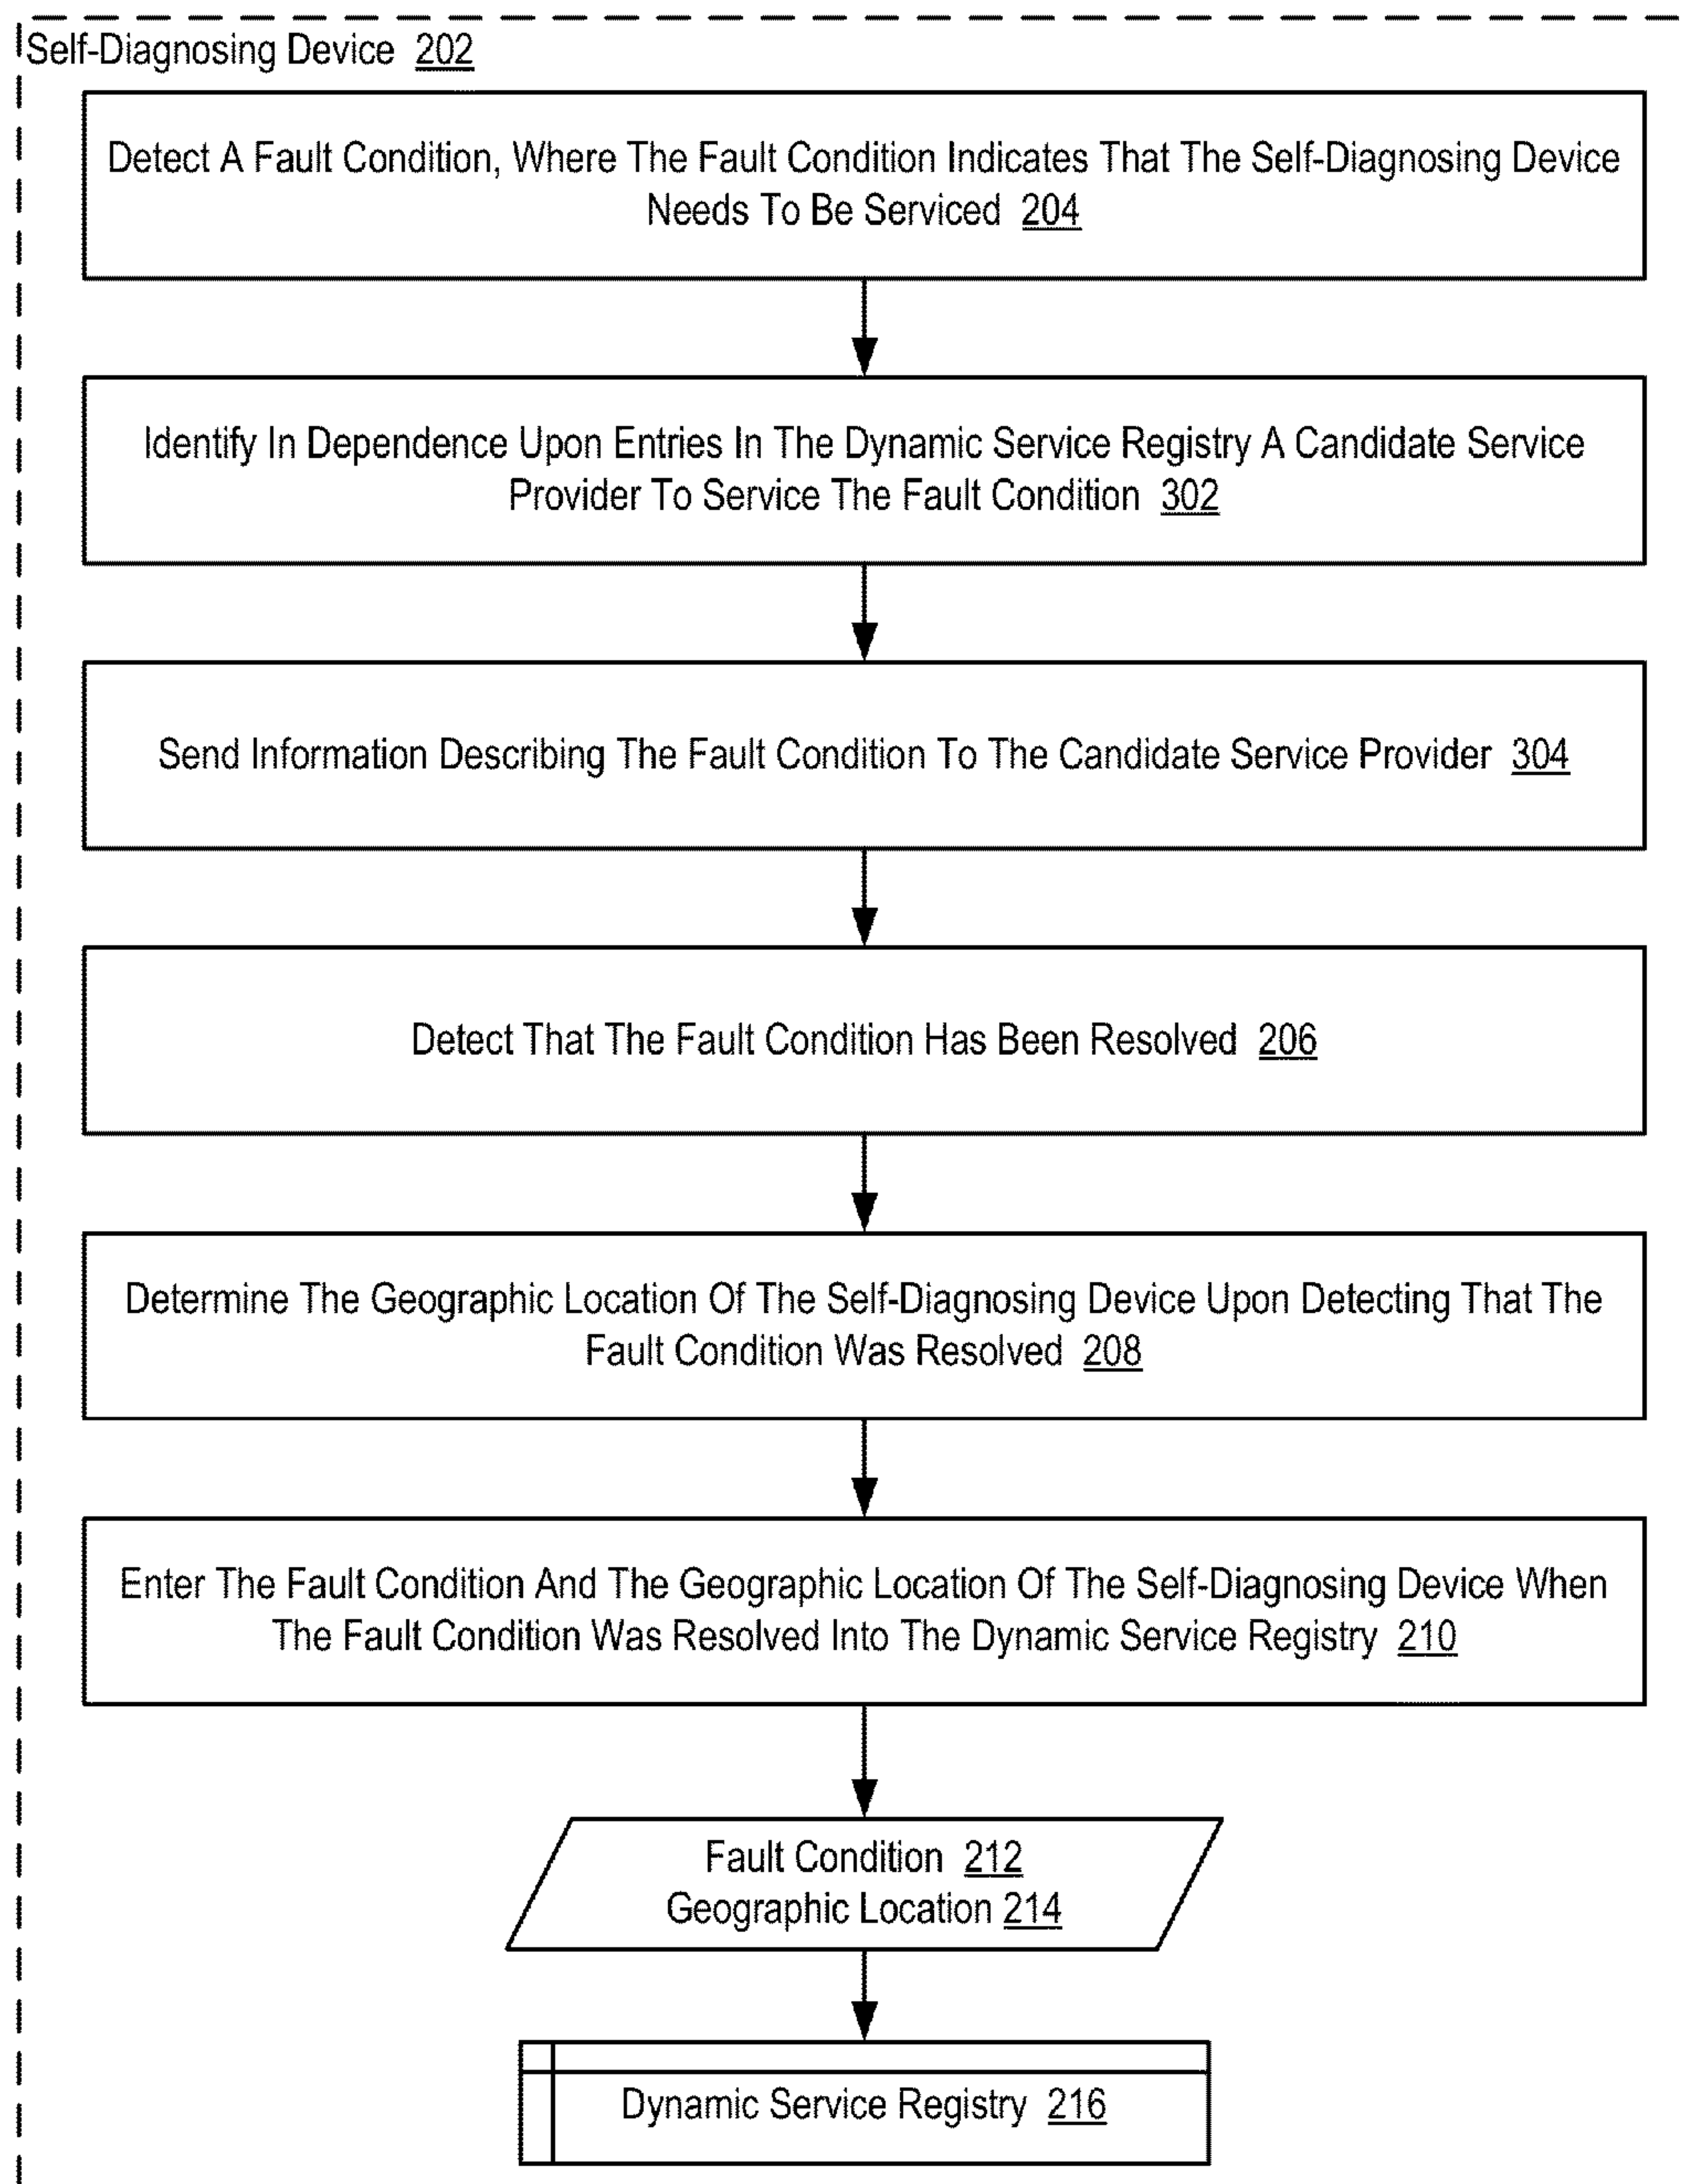 Self-Diagnosing Device 202
Detect A Fault Condition, Where The Fault Condition Indicates That The Self-Diagnosing Device
Needs To Be Serviced 204
Identify In Dependence Upon Entries In The Dynamic Service Registry A Candidate Service
Provider To Service The Fault Condition 302
Send Information Describing The Fault Condition To The Candidate Service Provider 304
Detect That The Fault Condition Has Been Resolved 206
Determine The Geographic Location Of The Self-Diagnosing Device Upon Detecting That The
Fault Condition Was Resolved 208
Enter The Fault Condition And The Geographic Location Of The Self-Diagnosing Device When
The Fault Condition Was Resolved Into The Dynamic Service Registry 210
Fault Condition 212
Geographic Location 214
Dynamic Service Registry 216